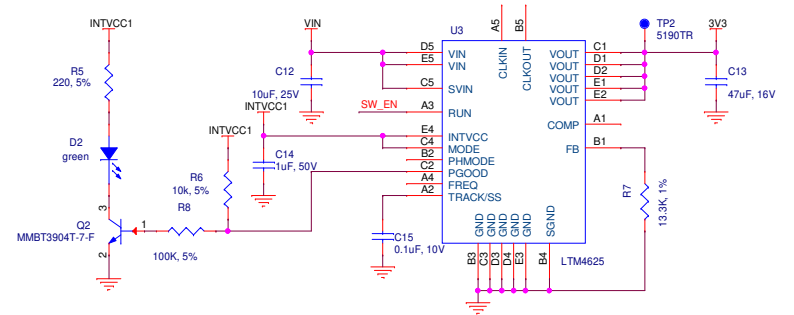 INTVCC1
R5
220, 5%
D2
green
3
Q2
MMBT3904T-7-F
1
2
R8
100K, 5%
INTVCC1
R6
10k, 5%
VIN
C12
10uF, 25V
INTVCC1
C14
1uF, 50V
SW_EN
C15
0.1uF, 10V
U3
A5
B5
CLKIN
CLKOUT
D5
VIN
E5
VIN
C5
SVIN
A3
RUN
E4
INTVCC
C4
MODE
B2
PHMODE
C2
PGOOD
A4
FREQ
A2
TRACK/SS
C1
VOUT
D1
VOUT
D2
VOUT
E1
VOUT
E2
VOUT
A1
COMP
B1
FB
GND
GND
GND
GND
GND
SGND
B3
C3
D3
D4
E3
B4
LTM4625
TP2
5190TR
3V3
C13
47uF, 16V
R7
13.3K, 1%